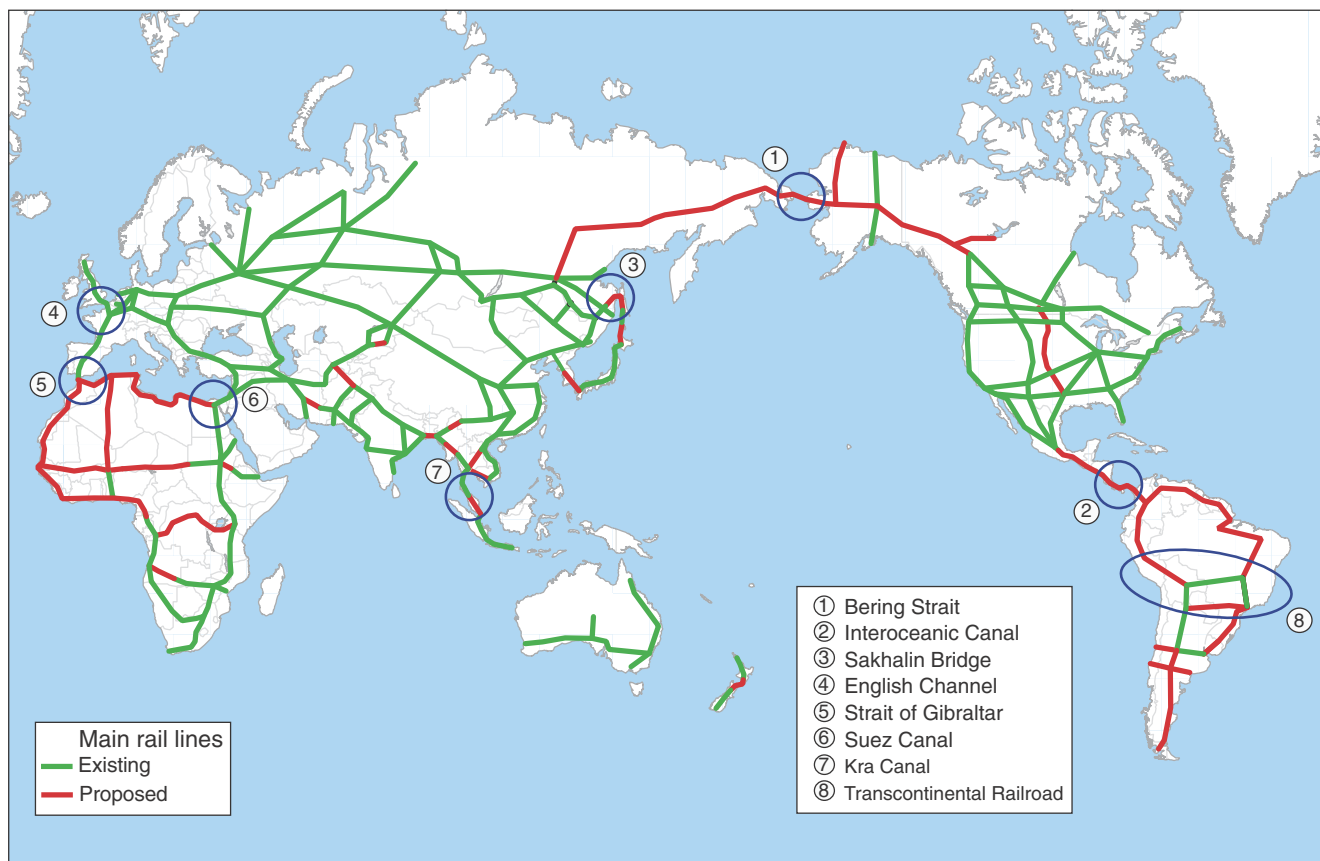 1
3
4
5
6
7
2
8
Main rail lines
Existing
Proposed
1 Bering Strait
2 Interoceanic Canal
3 Sakhalin Bridge
4 English Channel
5 Strait of Gibraltar
6 Suez Canal
7 Kra Canal
8 Transcontinental Railroad